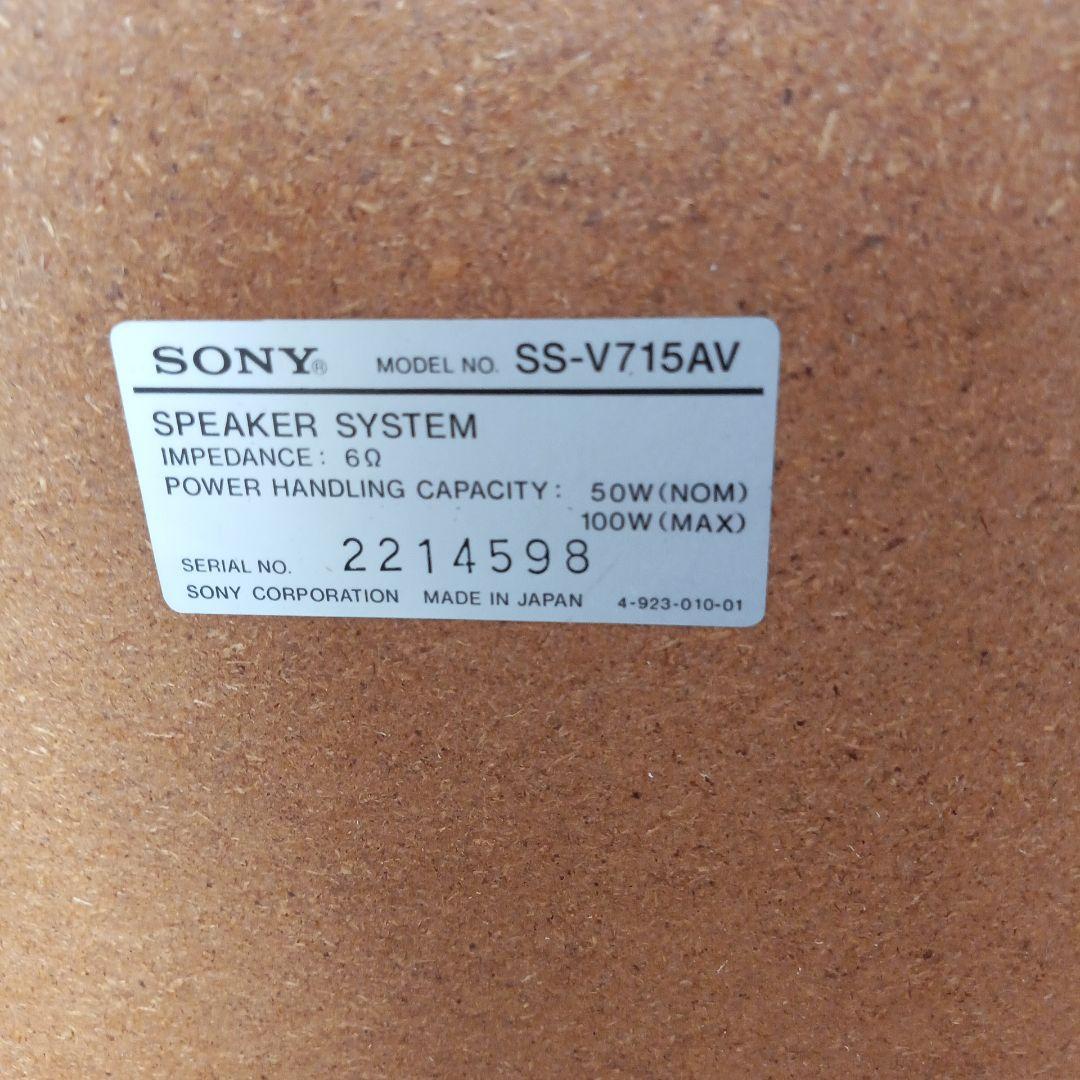 SONY® MODEL NO. SS-V715AV
SPEAKER SYSTEM
IMPEDANCE: 6Ω
POWER HANDLING CAPACITY: 50W(NOM)
100W(MAX)
SERIAL NO. 2214598
SONY CORPORATION MADE IN JAPAN 4-923-010-01